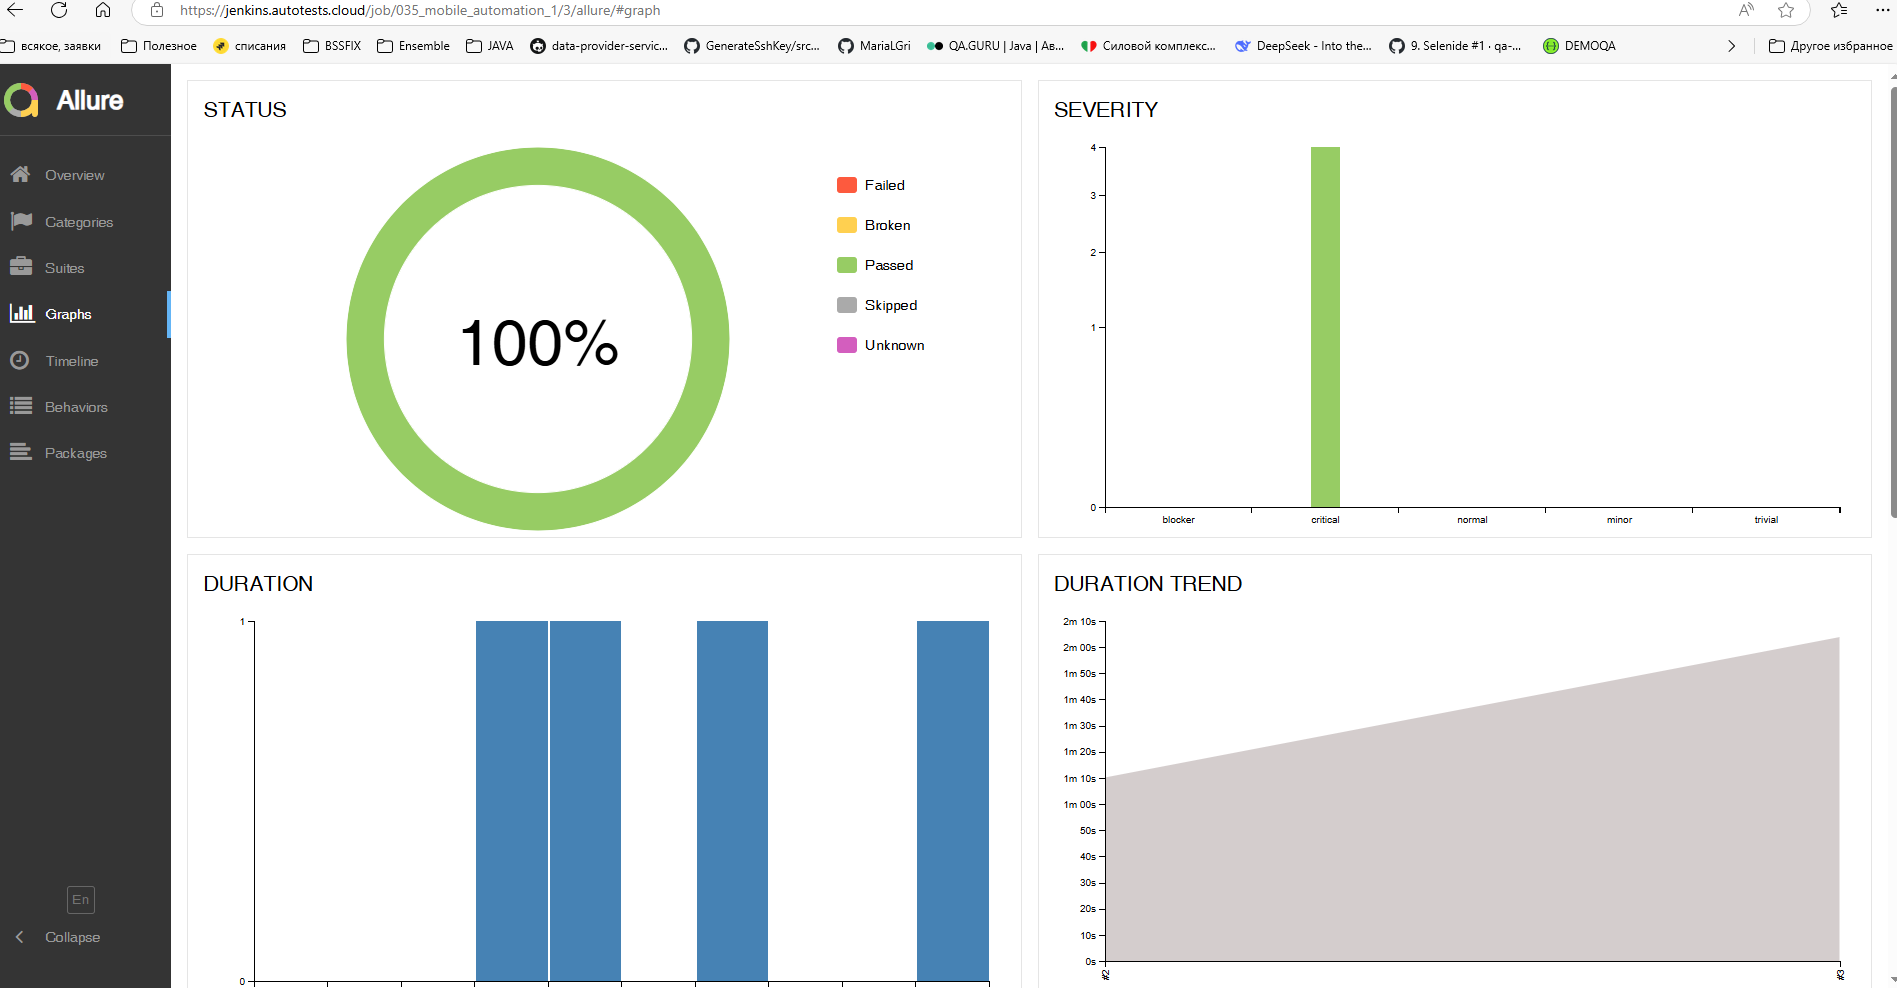 https://jenkins.autotests.cloud/job/035_mobile_automation_1/3/allure/#graph
всякое, заявки
Полезное
списания
BSSFIX
Ensemble
JAVA
data-provider-servic...
GenerateSshKey/src...
MariaLGri
QA.GURU | Java | Ав...
Силовой комплекс...
DeepSeek - Into the...
9. Selenide #1 · qa-...
DEMOQA
Другое избранное
Allure
Overview
Categories
Suites
Graphs
Timeline
Behaviors
Packages
En
Collapse
STATUS
100%
Failed
Broken
Passed
Skipped
Unknown
SEVERITY
4
3
2
1
0
blocker
critical
normal
minor
trivial
DURATION
1
0
DURATION TREND
2m 10s
2m 00s
1m 50s
1m 40s
1m 30s
1m 20s
1m 10s
1m 00s
50s
40s
30s
20s
10s
0s
#2
#3